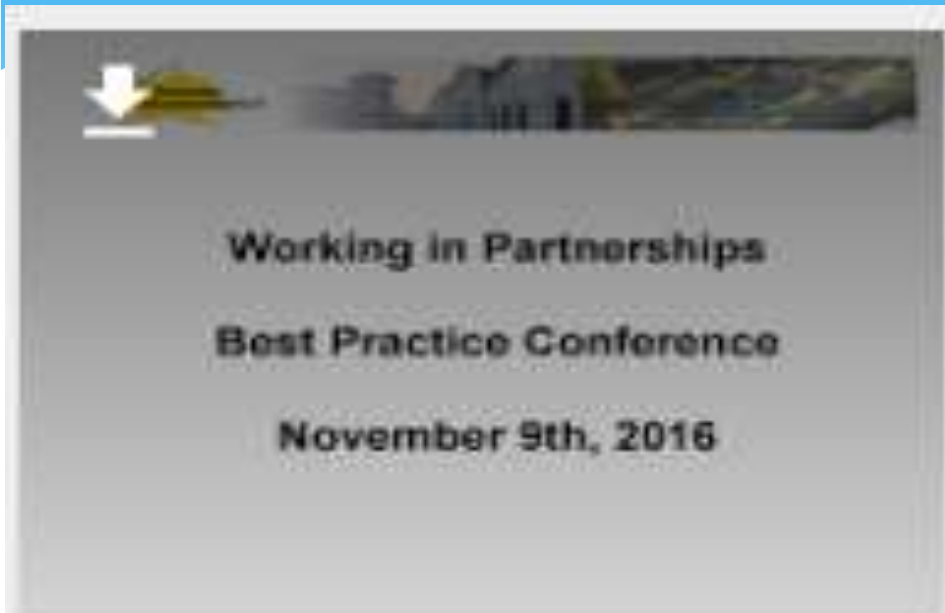 Working in Partnerships
Best Practice Conference
November 9th, 2016